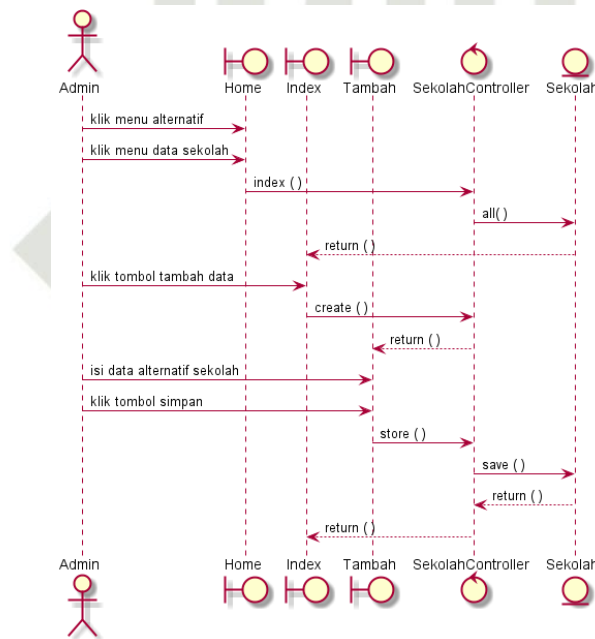 Admin Home Index Tambah SekolahController Sekolah
klik menu alternatif
klik menu data sekolah
index ( )
all( )
return ( )
klik tombol tambah data
create ( )
return ( )
isi data alternatif sekolah
klik tombol simpan
store ( )
save ( )
return ( )
return ( )
Admin Home Index Tambah SekolahController Sekolah